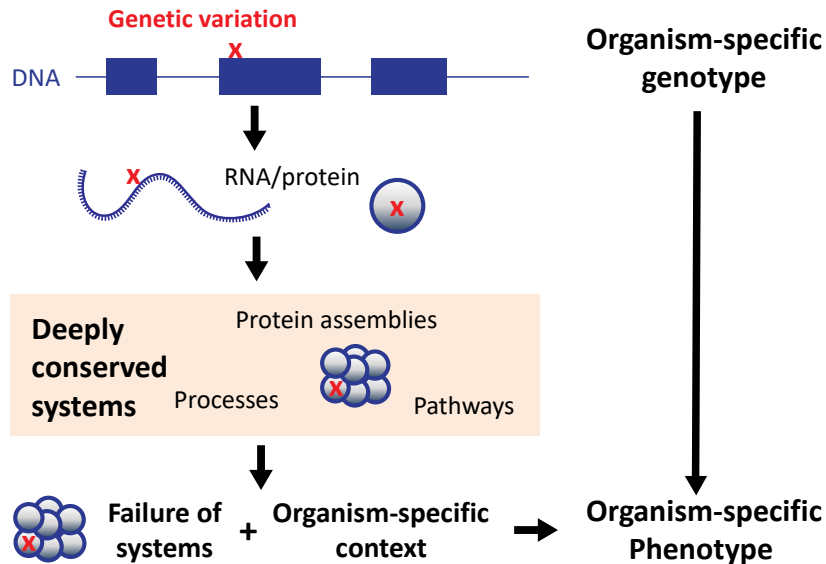 Genetic variation
x
DNA
Organism-specific
genotype
x
RNA/protein
x
Deeply
conserved
systems
Protein assemblies
x
Processes
Pathways
x
Failure of
systems
+
Organism-specific
context
Organism-specific
Phenotype